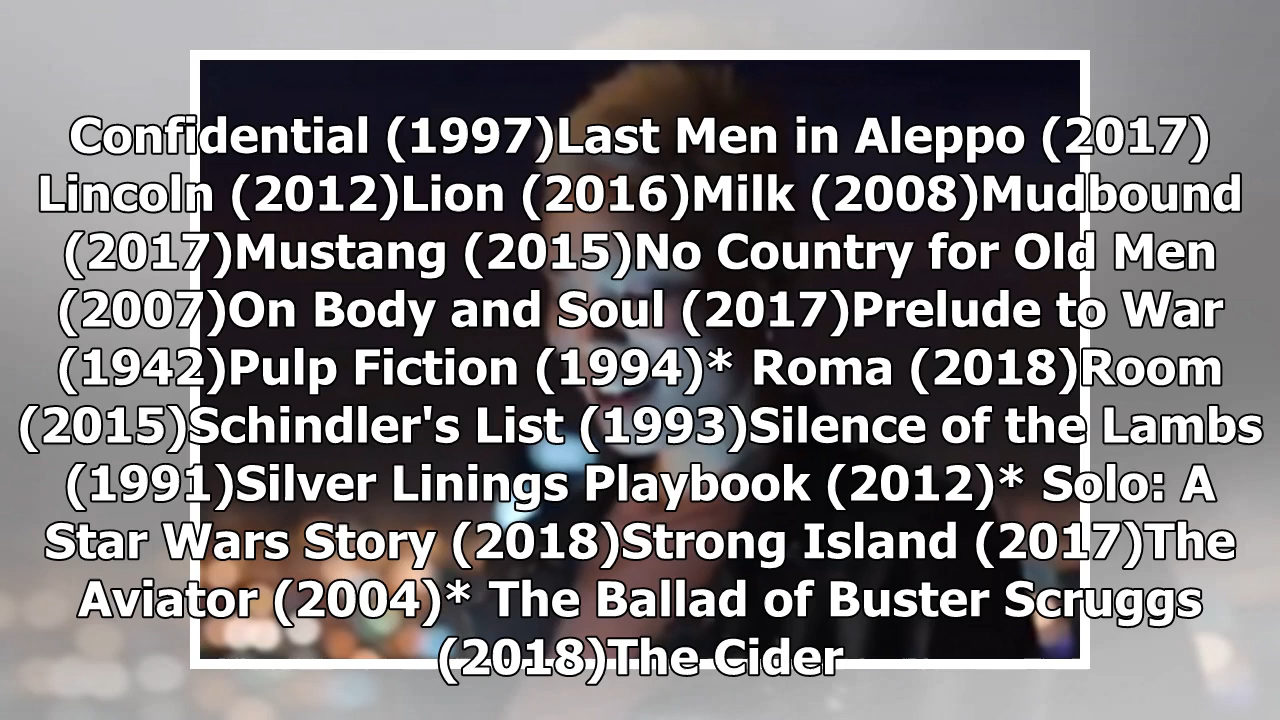 Confidential (1997)Last Men in Aleppo (2017)
Lincoln (2012)Lion (2016)Milk (2008)Mudbound
(2017)Mustang (2015)No Country for Old Men
(2007)On Body and Soul (2017)Prelude to War
(1942)Pulp Fiction (1994)* Roma (2018)Room
(2015)Schindler's List (1993)Silence of the Lambs
(1991)Silver Linings Playbook (2012)* Solo: A
Star Wars Story (2018)Strong Island (2017)The
Aviator (2004)* The Ballad of Buster Scruggs
(2018)The Cider